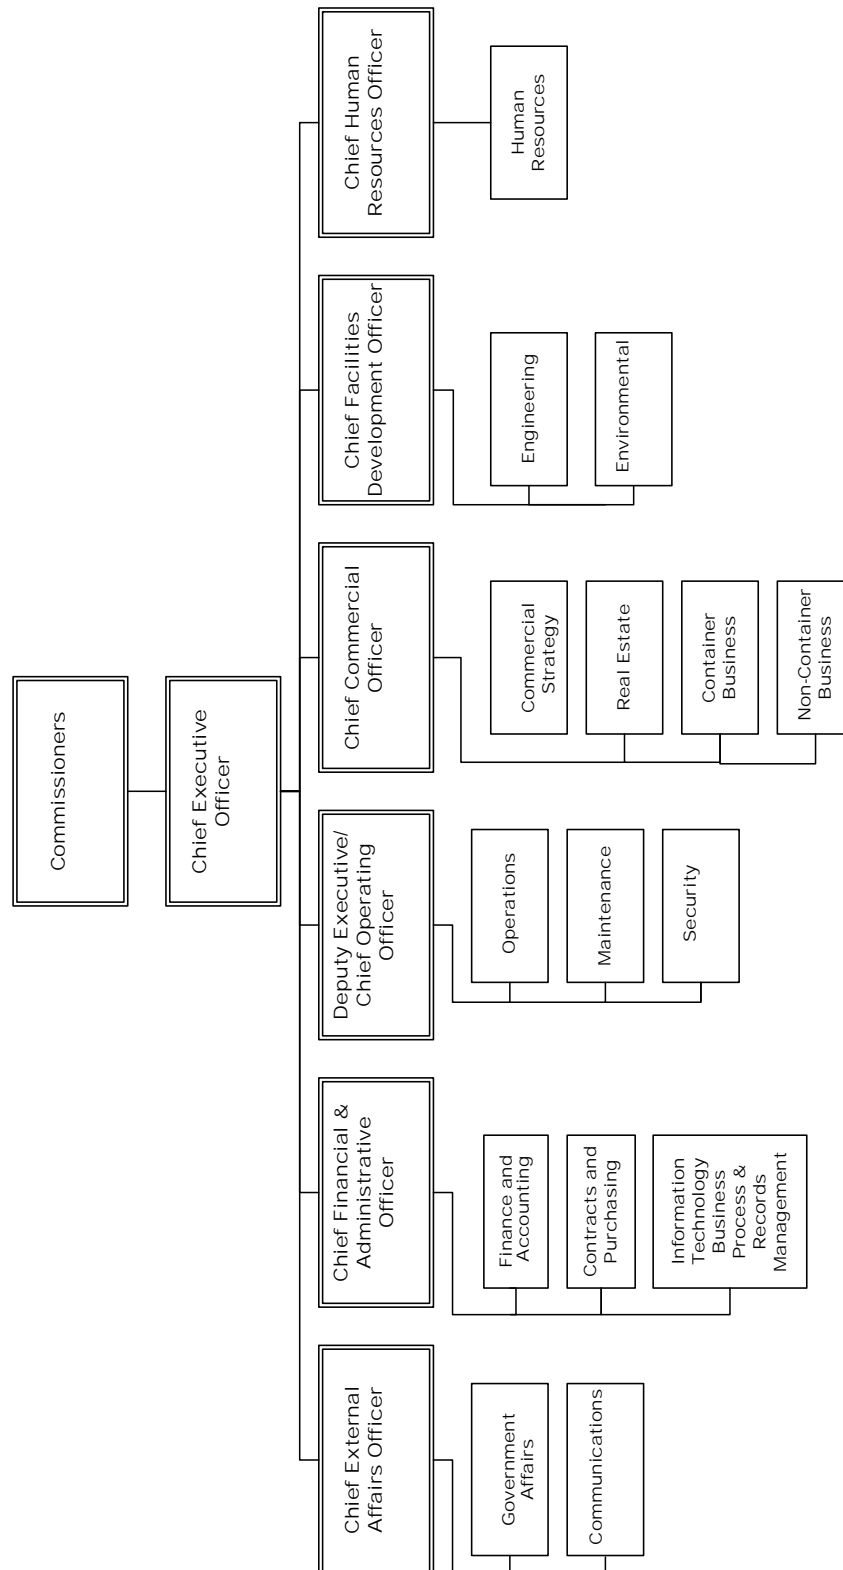 Commissioners
Chief Executive
Officer
Chief External
Affairs Officer
Chief Financial &
Administrative
Officer
Deputy Executive/
Chief Operating
Officer
Chief Commercial
Officer
Chief Facilities
Development Officer
Chief Human
Resources Officer
Government
Affairs
Communications
Finance and
Accounting
Contracts and
Purchasing
Information
Technology
Business
Process &
Records
Management
Operations
Maintenance
Security
Commercial
Strategy
Real Estate
Container
Business
Non-Container
Business
Engineering
Environmental
Human
Resources